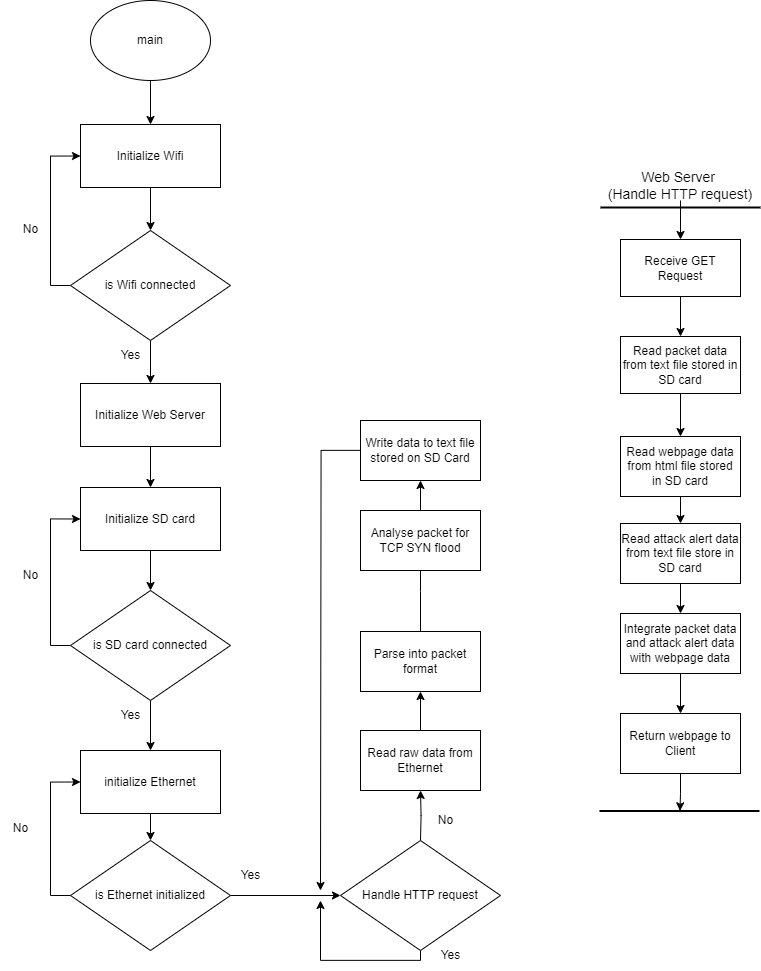 main
Initialize Wifi
No
is Wifi connected
Yes
Initialize Web Server
Initialize SD card
No
is SD card connected
Yes
initialize Ethernet
No
is Ethernet initialized
Yes
Write data to text file
stored on SD Card
Analyse packet for
TCP SYN flood
Parse into packet
format
Read raw data from
Ethernet
No
Handle HTTP request
Yes
Web Server
(Handle HTTP request)
Receive GET
Request
Read packet data
from text file stored in
SD card
Read webpage data
from html file stored
in SD card
Read attack alert data
from text file store in
SD card
Integrate packet data
and attack alert data
with webpage data
Return webpage to
Client